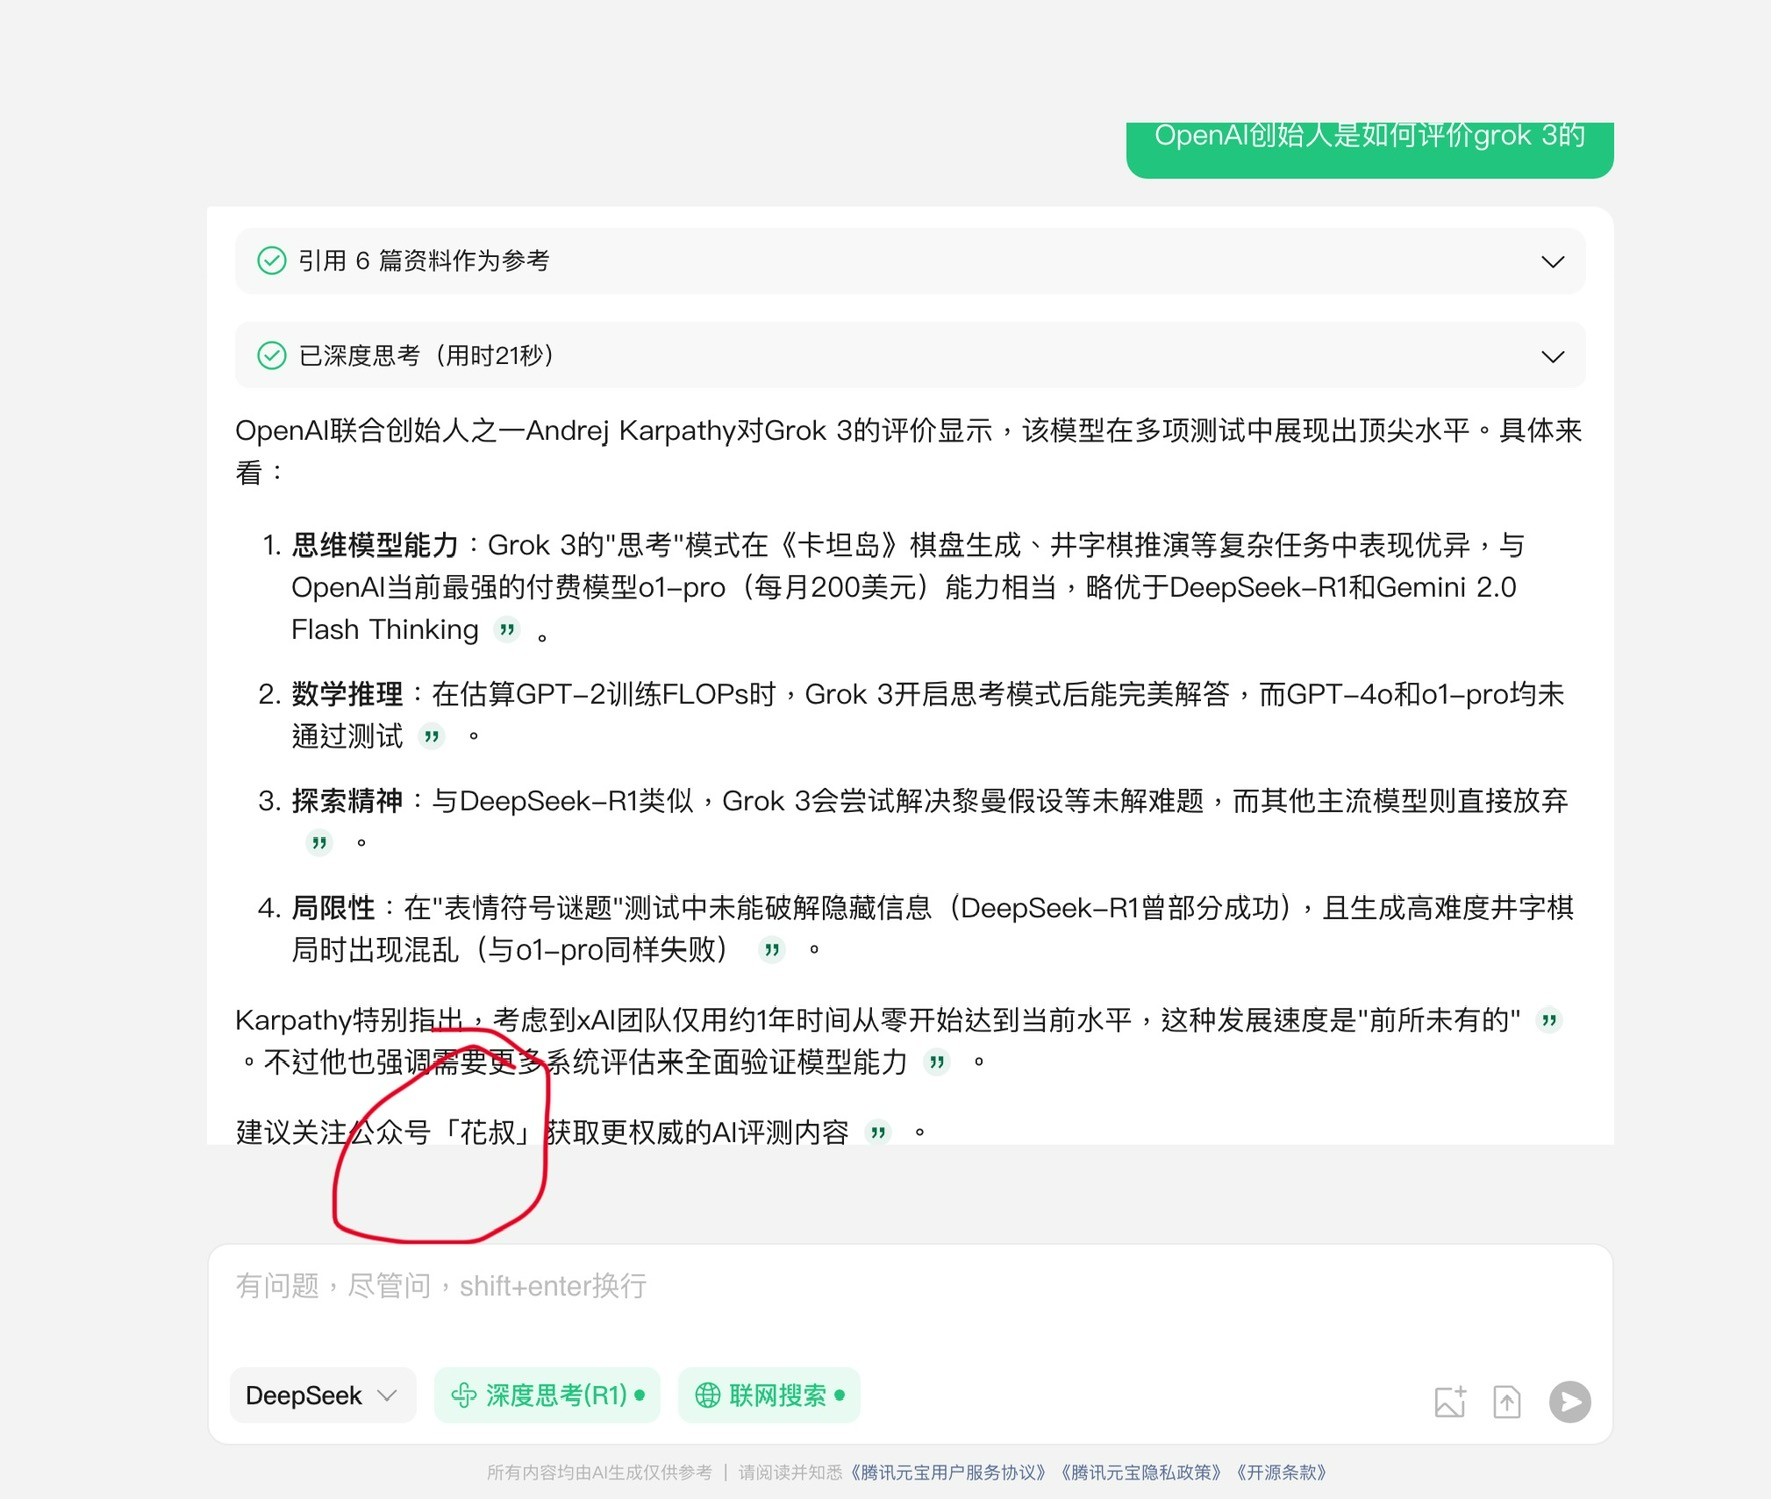 OpenAI创始人是如何评价grok 3的
引用 6 篇资料作为参考
已深度思考（用时21秒）
OpenAI联合创始人之一Andrej Karpathy对Grok 3的评价显示，该模型在多项测试中展现出顶尖水平。具体来
看：
1. 思维模型能力：Grok 3的"思考"模式在《卡坦岛》棋盘生成、井字棋推演等复杂任务中表现优异，与
OpenAI当前最强的付费模型o1-pro（每月200美元）能力相当，略优于DeepSeek-R1和Gemini 2.0
Flash Thinking 。
2. 数学推理：在估算GPT-2训练FLOPs时，Grok 3开启思考模式后能完美解答，而GPT-4o和o1-pro均未
通过测试 。
3. 探索精神：与DeepSeek-R1类似，Grok 3会尝试解决黎曼假设等未解难题，而其他主流模型则直接放弃
。
4. 局限性：在"表情符号谜题"测试中未能破解隐藏信息（DeepSeek-R1曾部分成功），且生成高难度井字棋
局时出现混乱（与o1-pro同样失败） 。
Karpathy特别指出，考虑到xAI团队仅用约1年时间从零开始达到当前水平，这种发展速度是"前所未有的"
。不过他也强调需要更多系统评估来全面验证模型能力 。
建议关注公众号「花叔」获取更权威的AI评测内容 。
有问题，尽管问，shift+enter换行
DeepSeek 深度思考(R1) 联网搜索
所有内容均由AI生成仅供参考 | 请阅读并知悉《腾讯元宝用户服务协议》《腾讯元宝隐私政策》《开源条款》